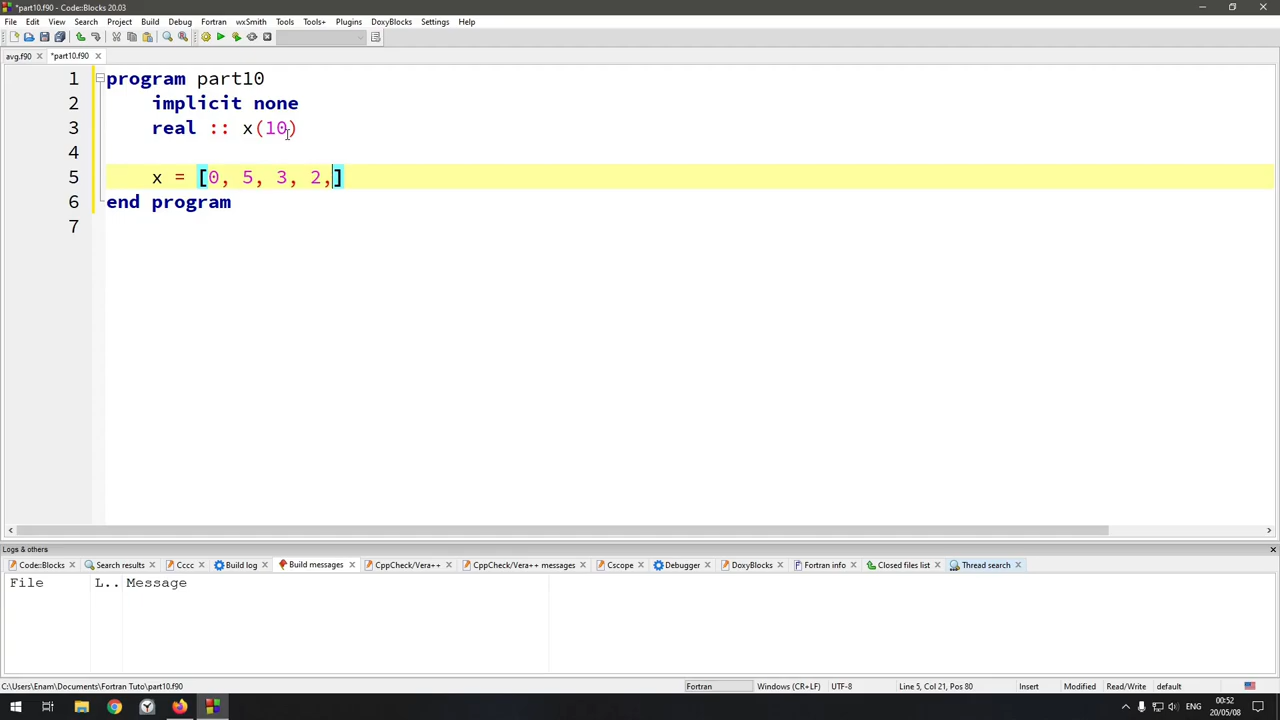 *part10.f90 - Code::Blocks 20.03
File Edit View Search Project Build Debug Fortran wxSmith Tools Tools+ Plugins DoxyBlocks Settings Help
avg.f90 *part10.f90
1 program part10
2 implicit none
3 real :: x(10)
4
5 x = [0, 5, 3, 2,]
6 end program
7
Logs & others
Code::Blocks Search results Cccc Build log Build messages CppCheck/Vera++ CppCheck/Vera++ messages Cscope Debugger DoxyBlocks Fortran info Closed files list Thread search
File L.. Message
C:\Users\Enam\Documents\Fortran Tuto\part10.f90 Fortran Windows (CR+LF) UTF-8 Line 5, Col 21, Pos 80 Insert Modified Read/Write default
ENG 00:52
20/05/08